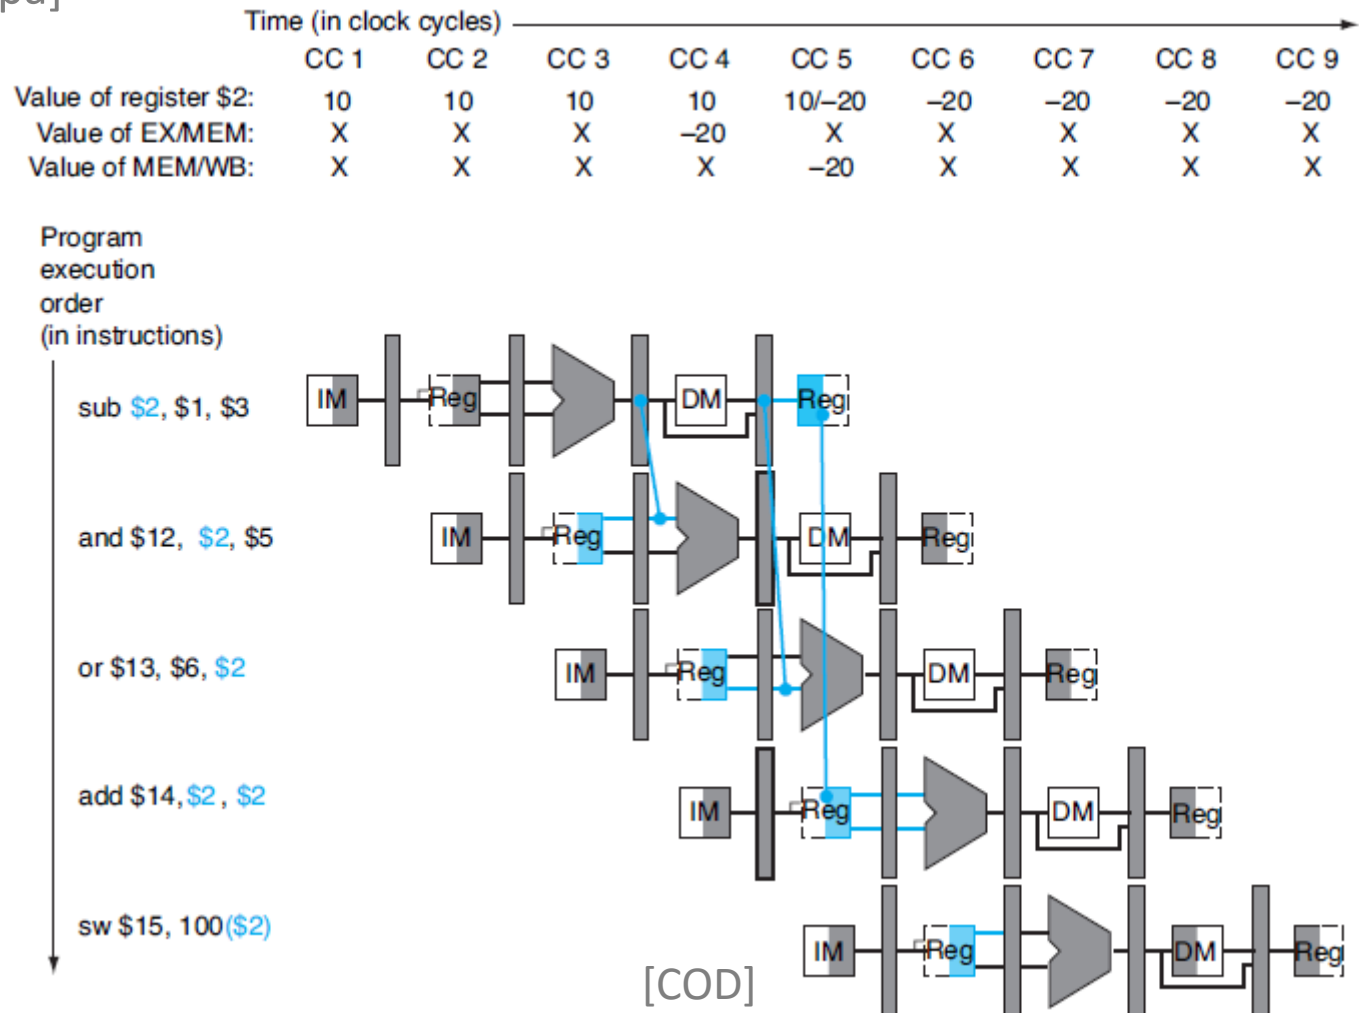 pu]
Time (in clock cycles)
CC 1 CC 2 CC 3 CC 4 CC 5 CC 6 CC 7 CC 8 CC 9
Value of register $2: 10 10 10 10 10/–20 –20 –20 –20 –20
Value of EX/MEM: X X X –20 X X X X X
Value of MEM/WB: X X X X –20 X X X X
Program
execution
order
(in instructions)
sub $2, $1, $3
IM Reg DM Reg
and $12, $2, $5
IM Reg DM Reg
or $13, $6, $2
IM Reg DM Reg
add $14, $2 , $2
IM Reg DM Reg
sw $15, 100($2)
IM Reg DM Reg
[COD]